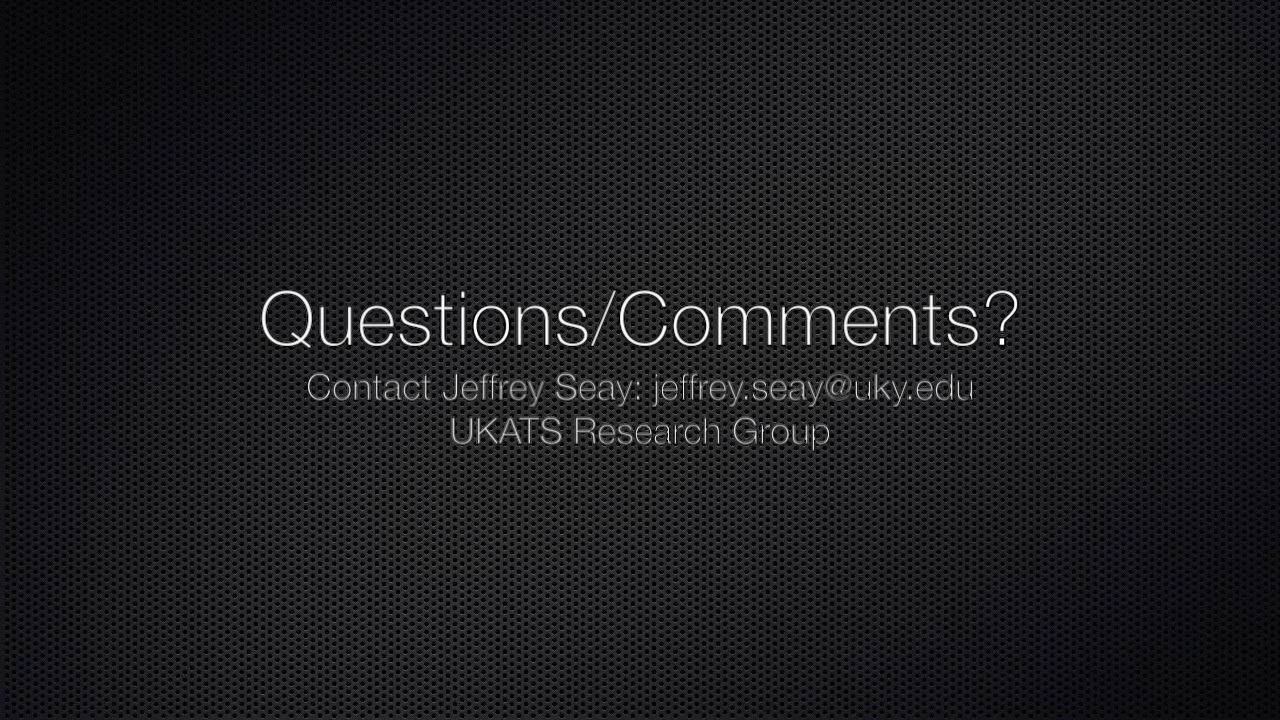 Questions/Comments?
Contact Jeffrey Seay: jeffrey.seay@uky.edu
UKATS Research Group